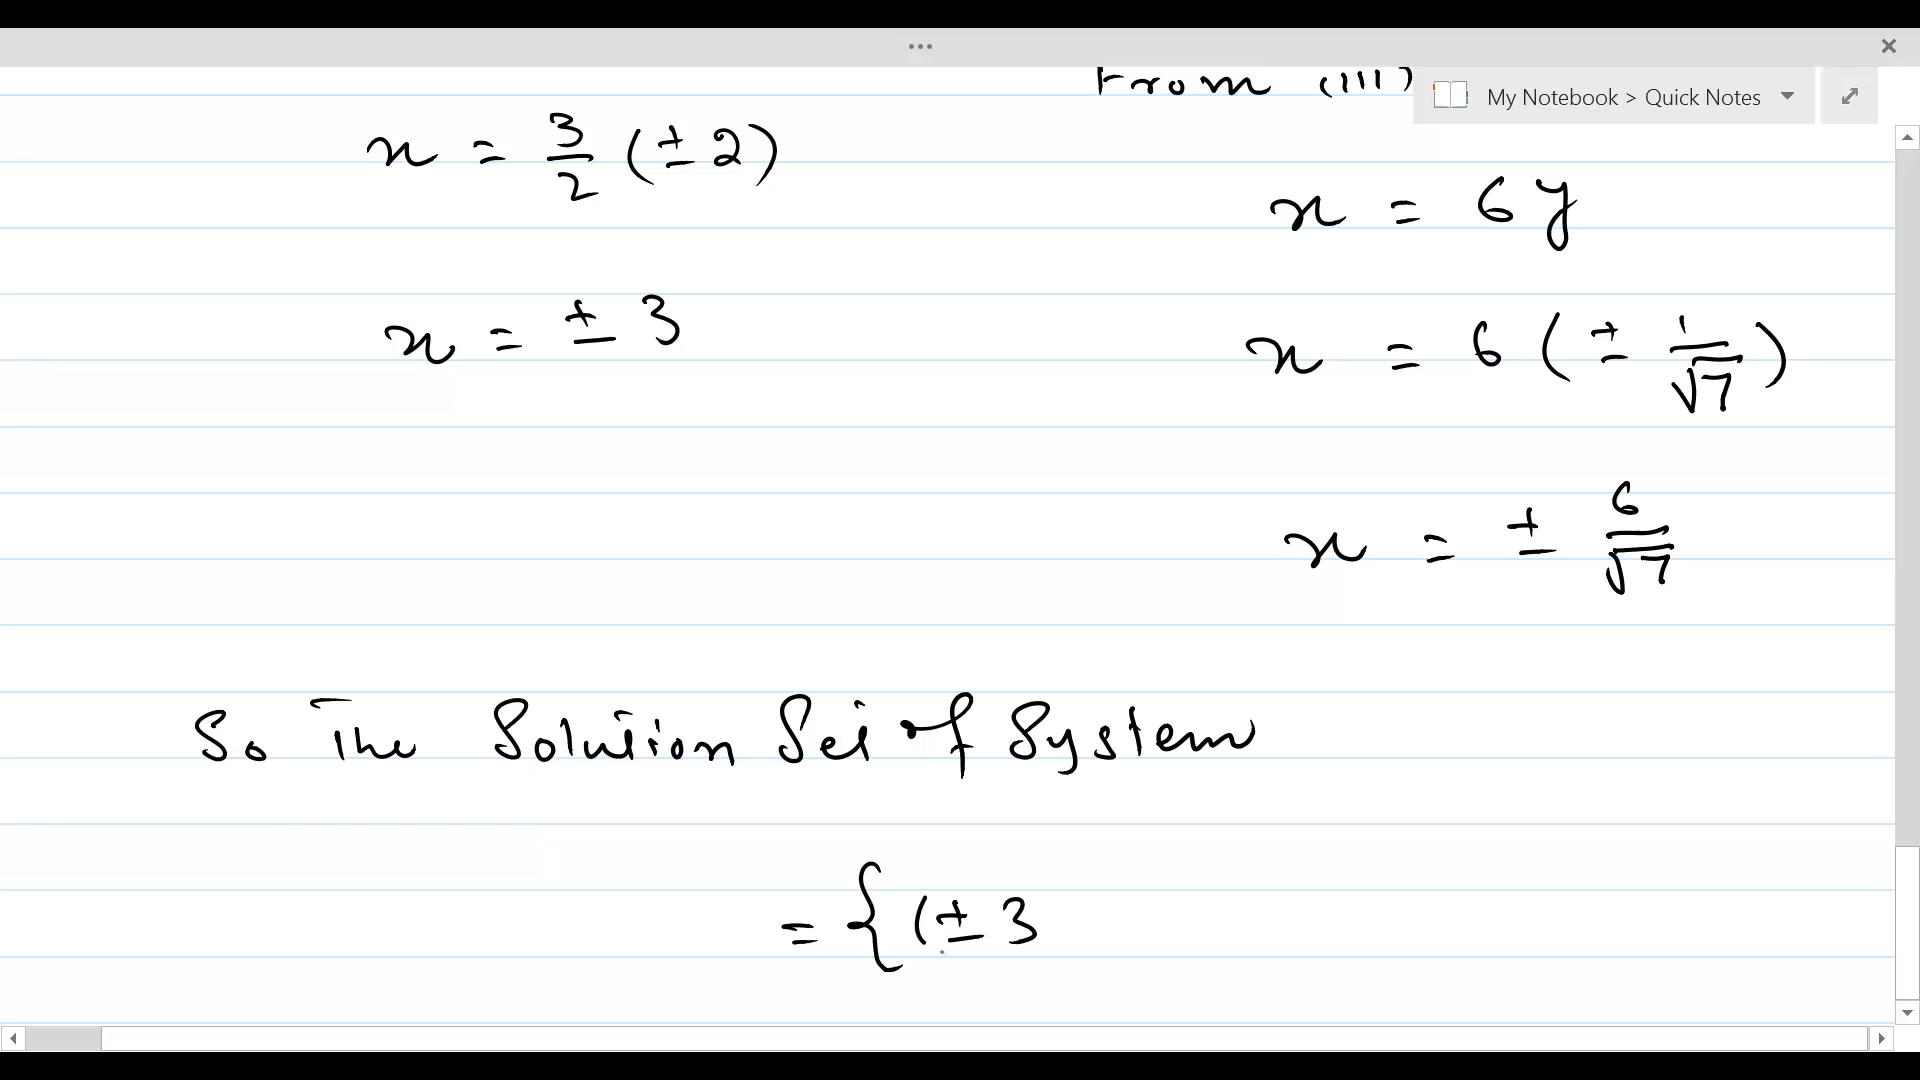 ...
From (III)
My Notebook > Quick Notes
x = 3/2 (± 2)
x = 6y
x = ± 3
x = 6 (± 1/√7)
x = ± 6/√7
So The Solution Set of System
= { (± 3